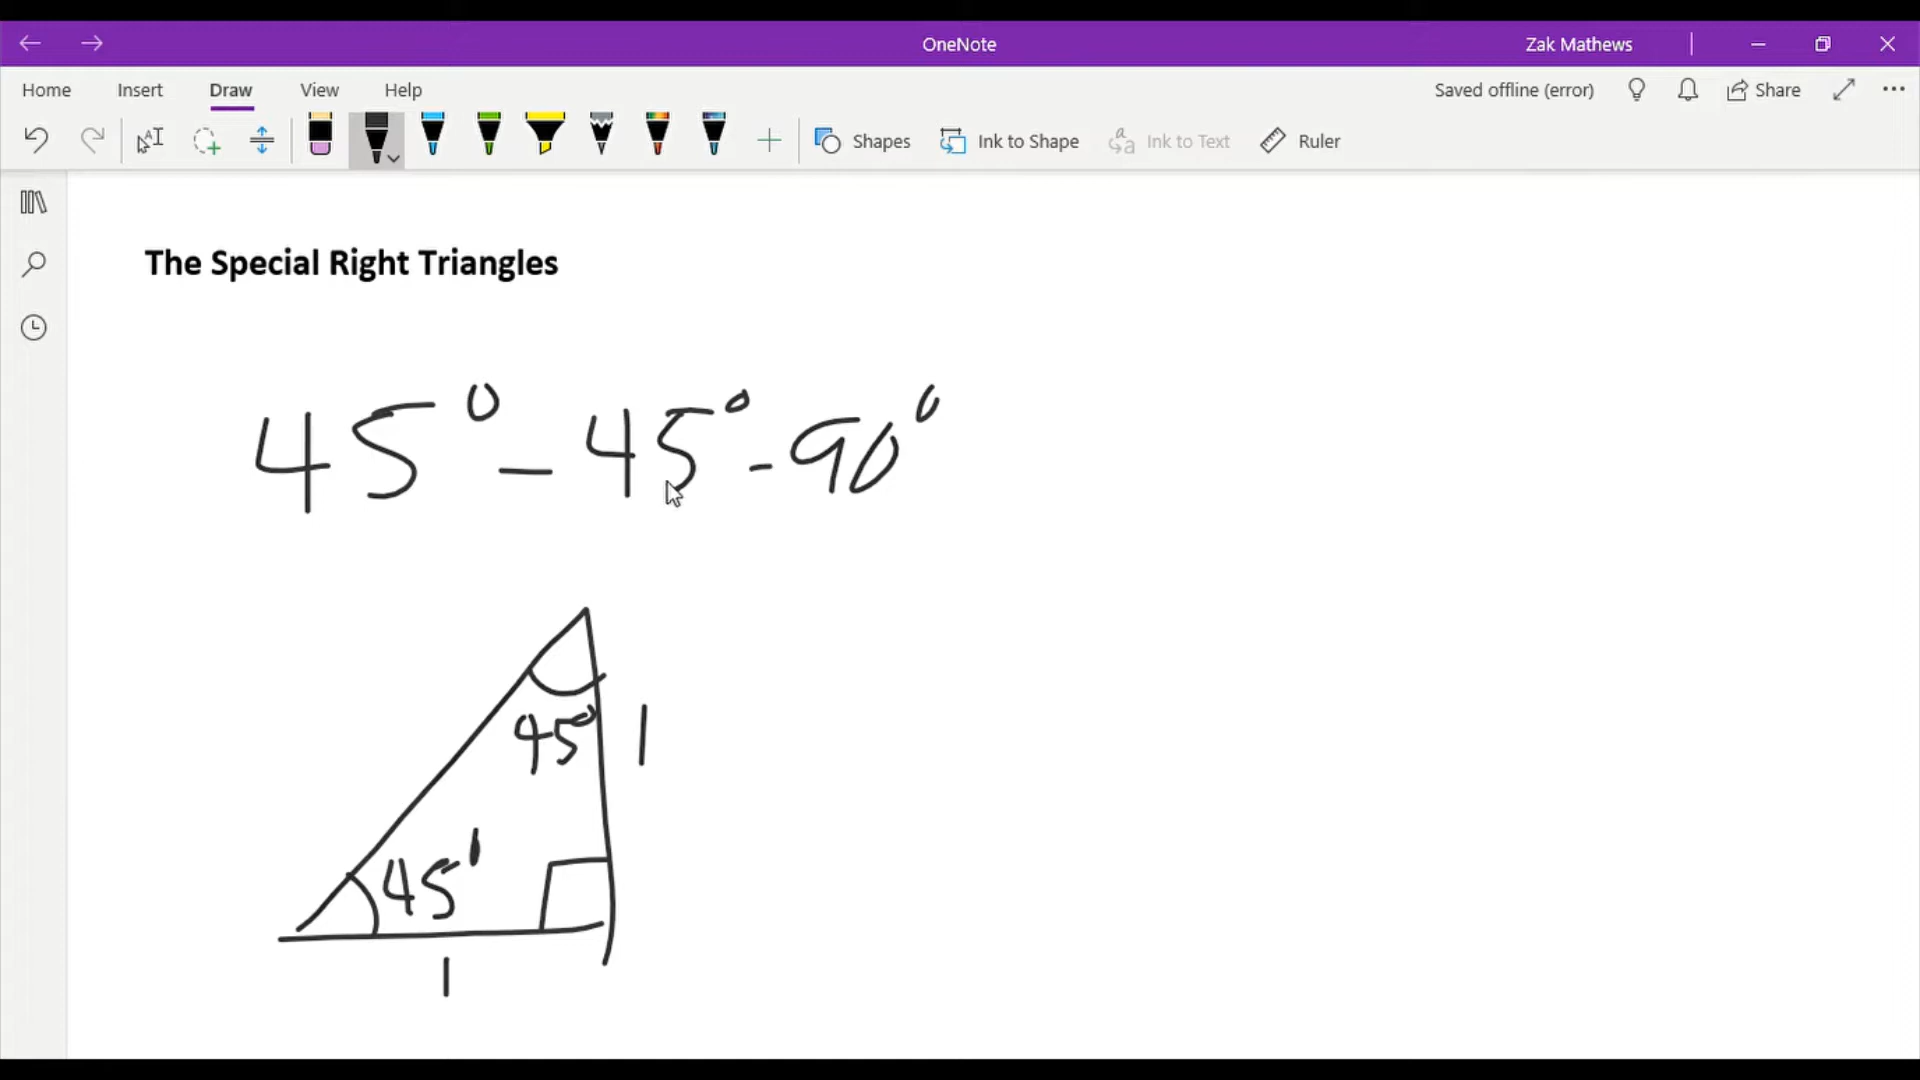 OneNote
Zak Mathews
Home Insert Draw View Help
Saved offline (error) Share
Shapes Ink to Shape Ink to Text Ruler
The Special Right Triangles
45° - 45° - 90°
45° 1
45°
1